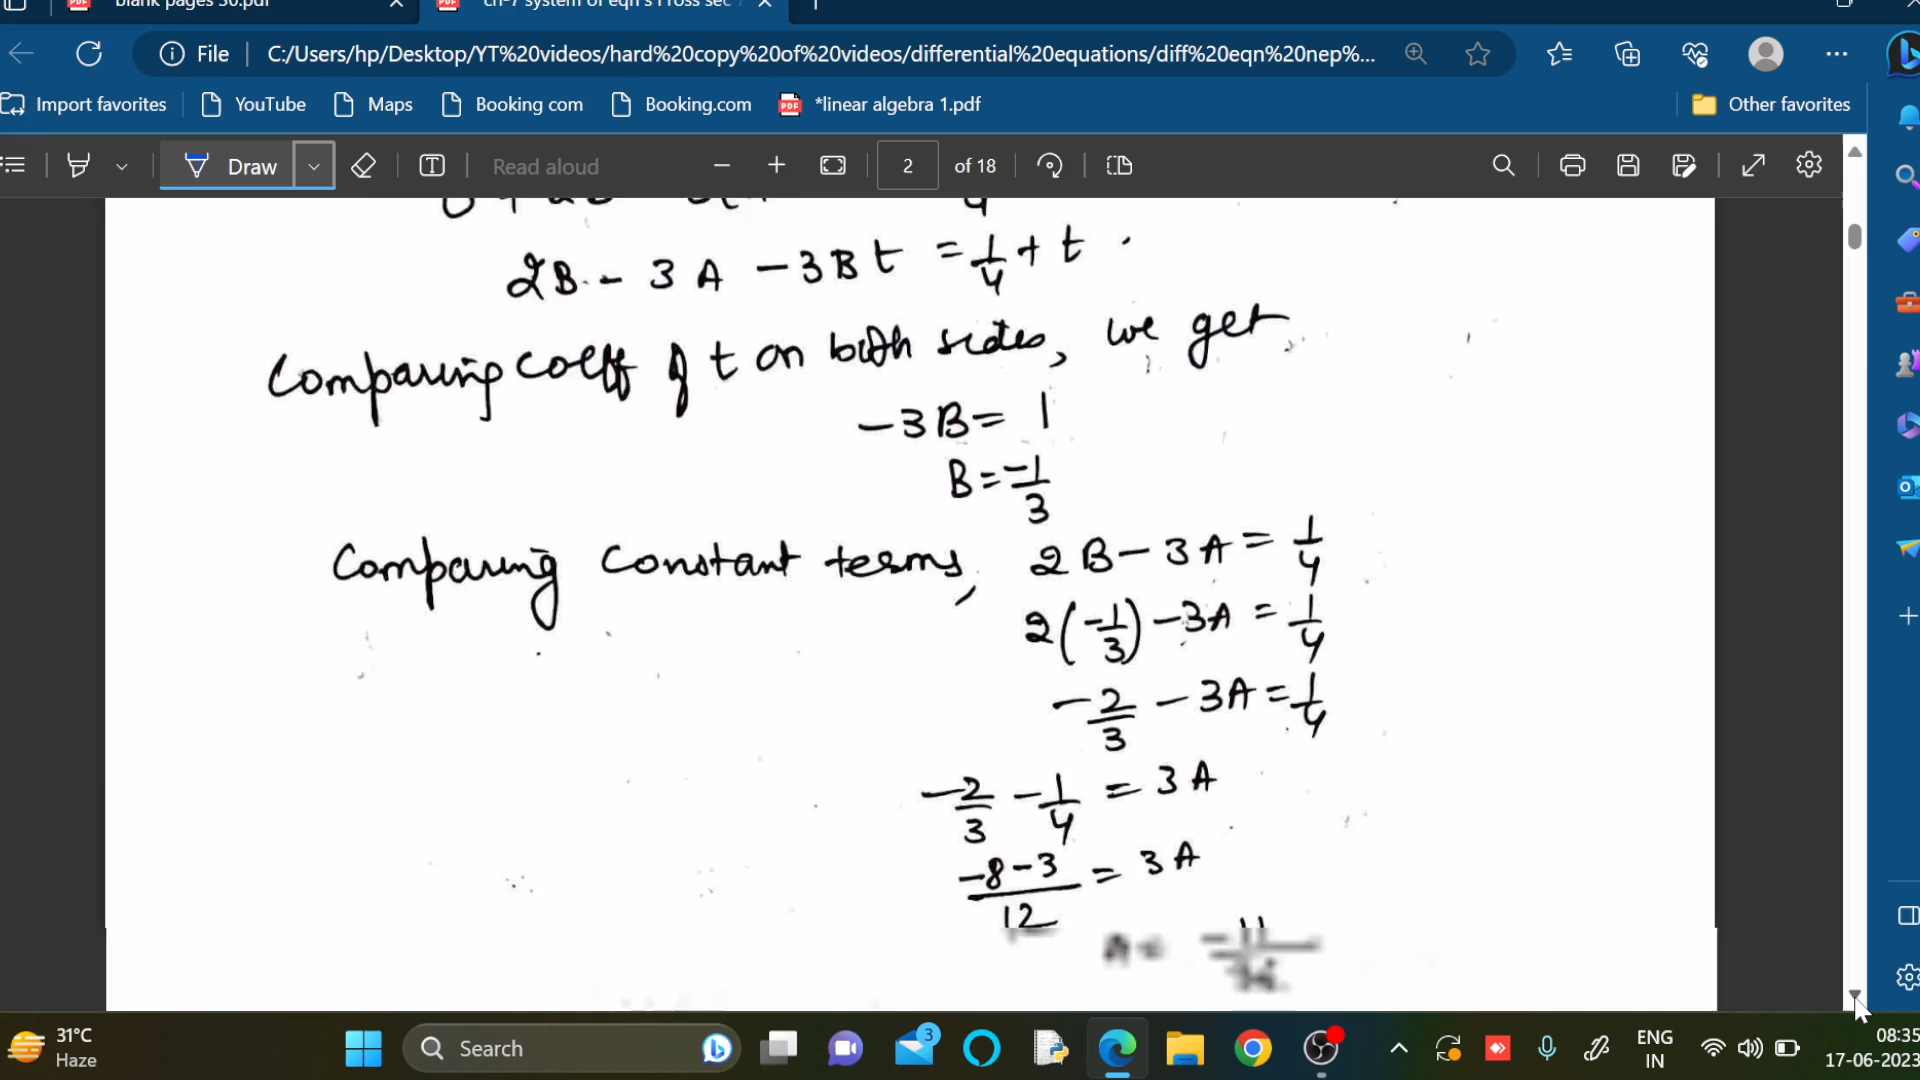 blank pages 30.pdf
ch-7 system of eqn's
File C:/Users/hp/Desktop/YT%20videos/hard%20copy%20of%20videos/differential%20equations/diff%20eqn%20nep%...
Import favorites YouTube Maps Booking com Booking.com *linear algebra 1.pdf Other favorites
Draw Read aloud 2 of 18
2B - 3A - 3Bt = 1/4 + t .
Comparing coeff of t on both sides, we get
-3B = 1
B = -1/3
Comparing constant terms, 2B - 3A = 1/4
2(-1/3) - 3A = 1/4
-2/3 - 3A = 1/4
-2/3 - 1/4 = 3A
-8-3/12 = 3A
A = -11/36
31°C
Haze
Search
3
ENG
IN
08:35
17-06-2023